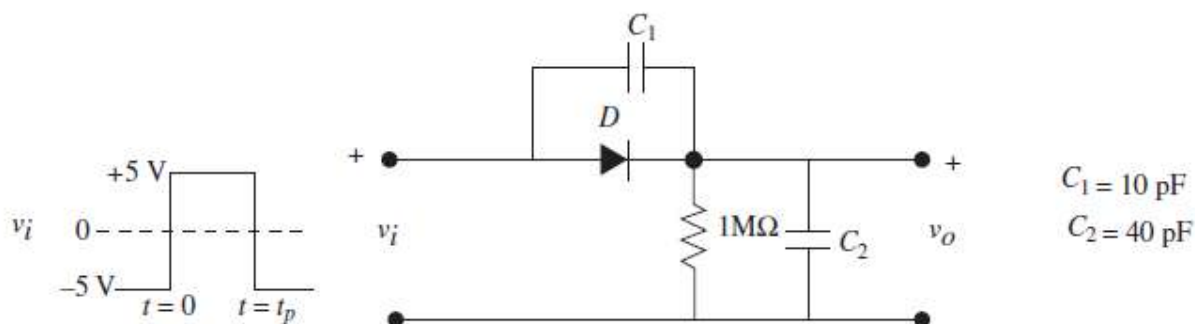 C₁
D
+
+
+5 V
C₁ = 10 pF
vᵢ
0
vᵢ
1MΩ
C₂
vₒ
C₂ = 40 pF
–5 V
t = 0
t = tₚ